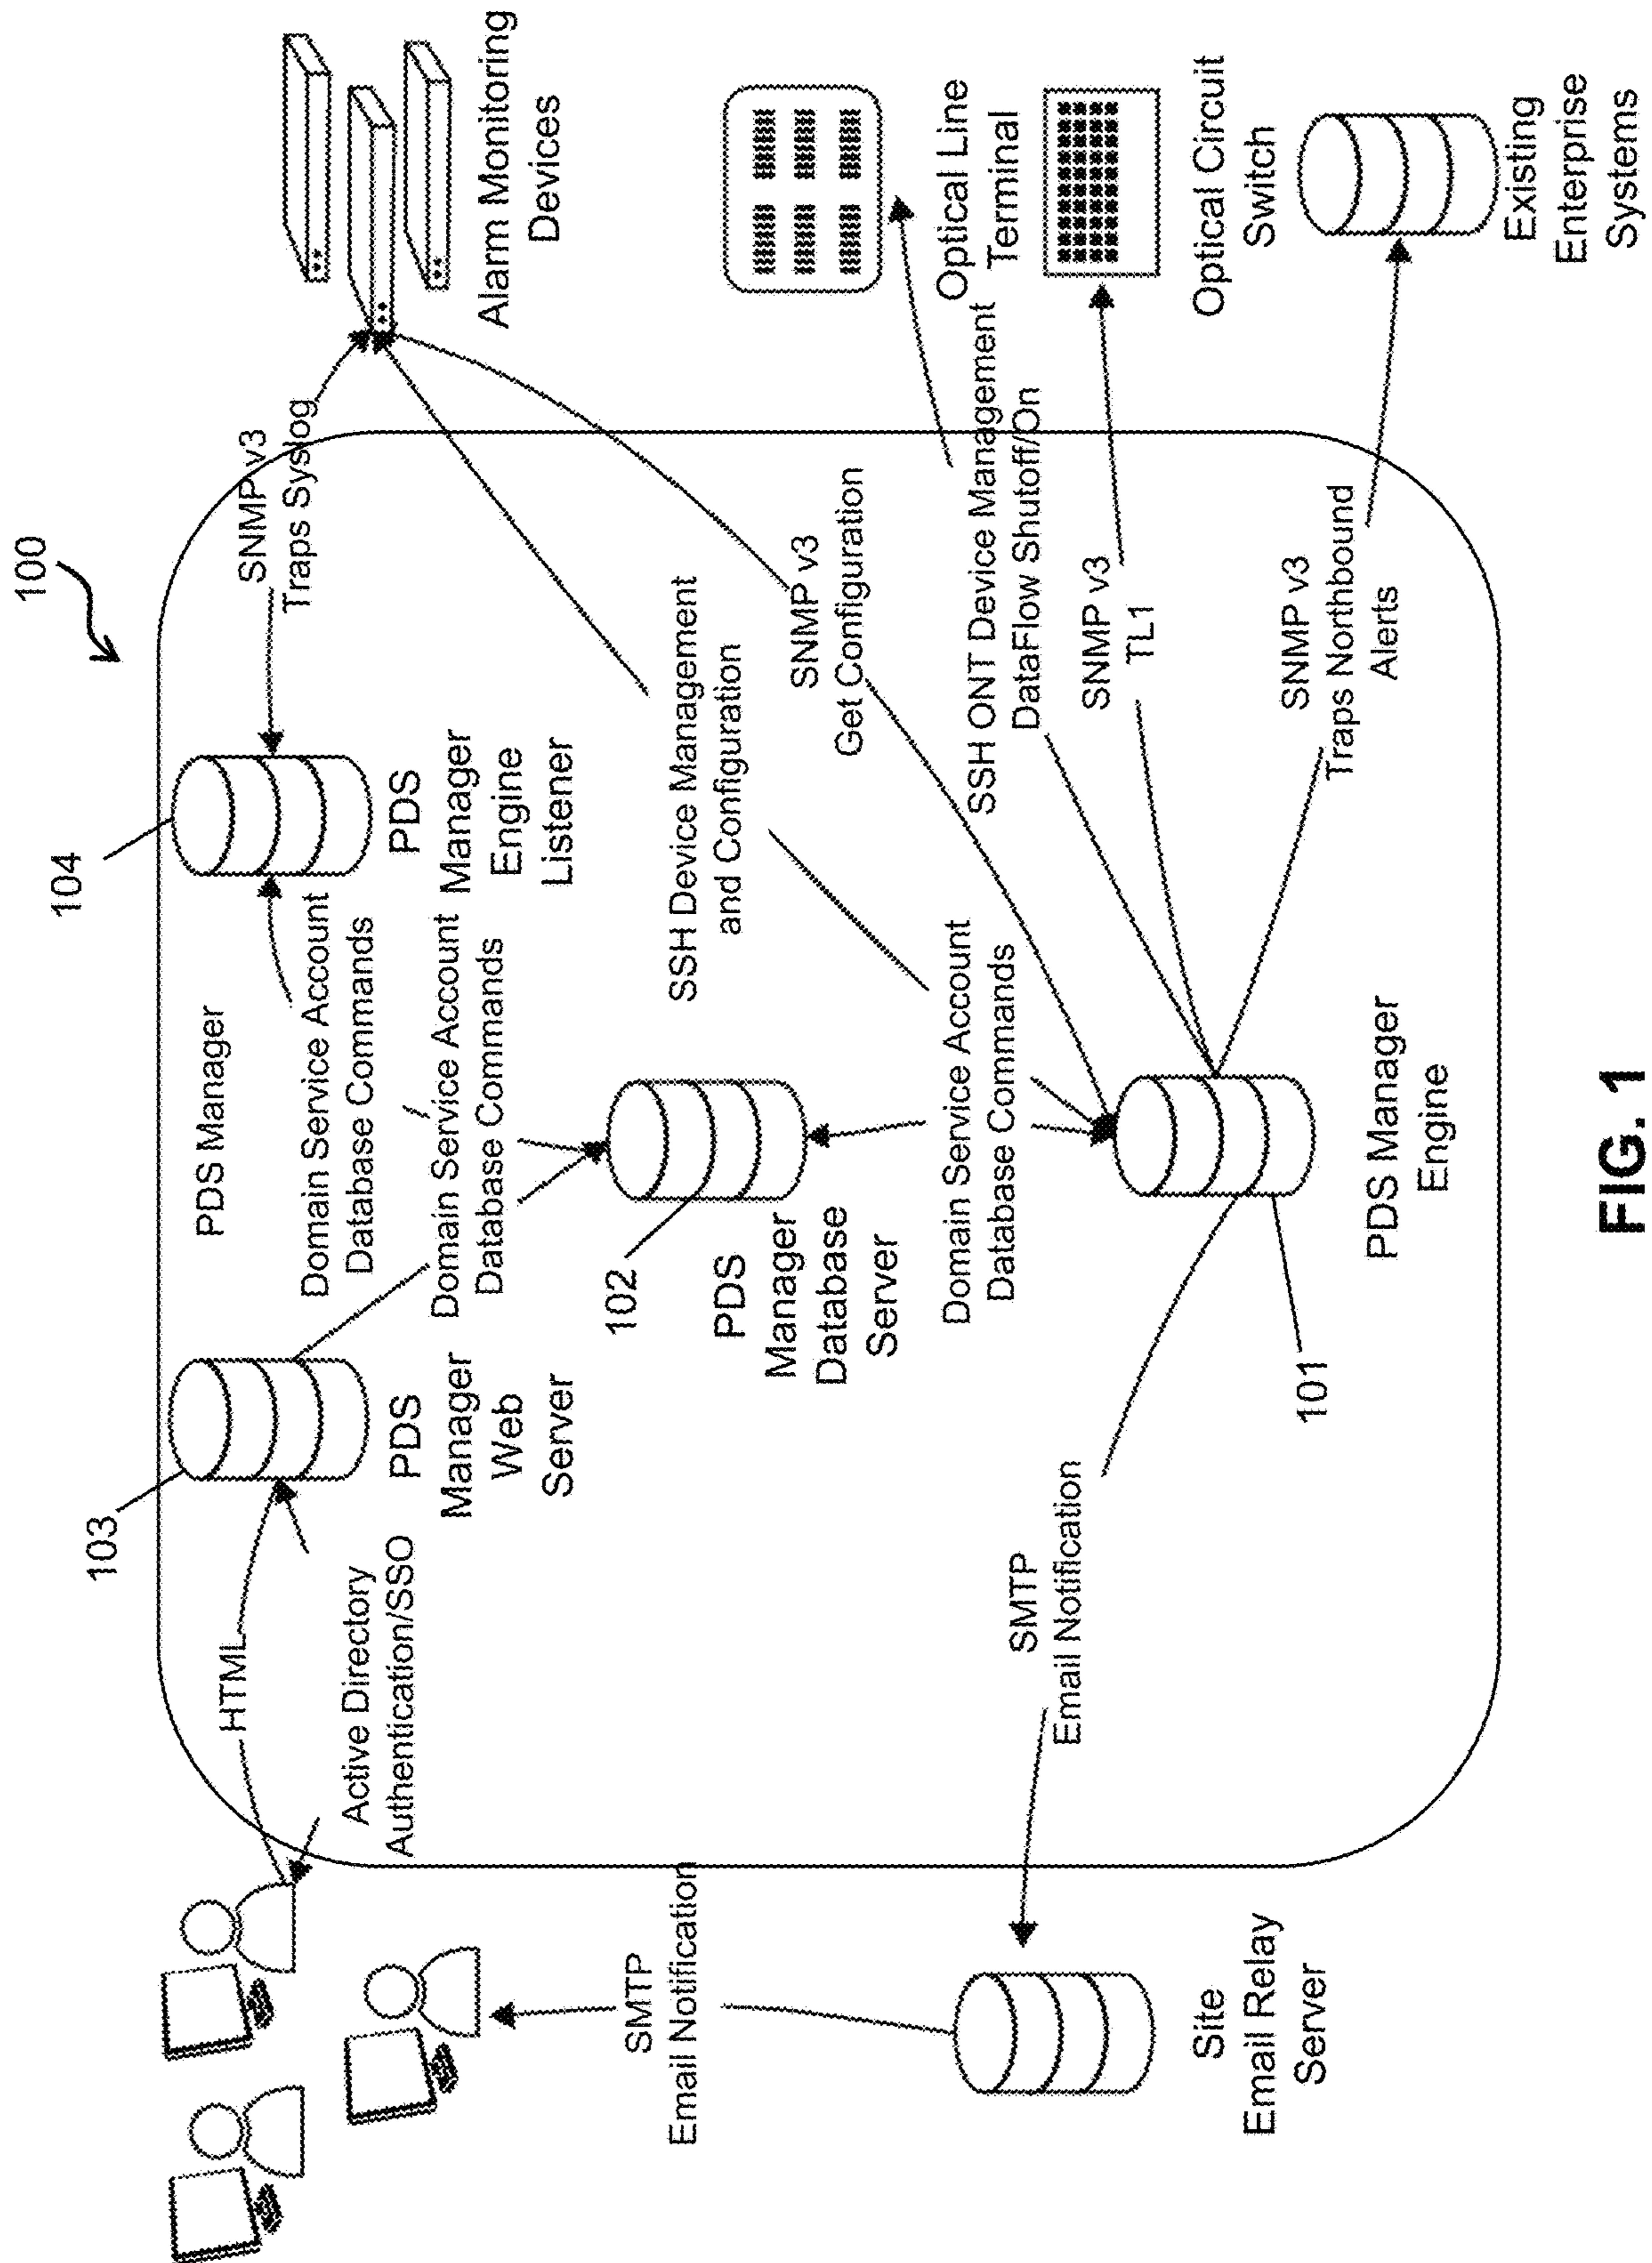 100
103
104
HTML
Active Directory
Authentication/SSO
PDS
Manager
Web
Server
PDS Manager
Domain Service Account
Database Commands
Domain Service Account
Database Commands
PDS
Manager
Engine
Listener
SNMP v3
Traps Syslog
Alarm Monitoring
Devices
SSH Device Management
and Configuration
SNMP v3
Get Configuration
102
PDS
Manager
Database
Server
Domain Service Account
Database Commands
SSH ONT Device Management
DataFlow Shutoff/On
Optical Line
Terminal
SNMP v3
TL1
Optical Circuit
Switch
SNMP v3
Traps Northbound
Alerts
Existing
Enterprise
Systems
SMTP
Email Notification
SMTP
Email Notification
Site
Email Relay
Server
101
PDS Manager
Engine
FIG. 1